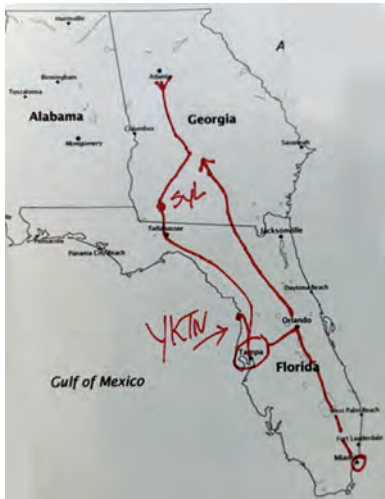 Huntsville
A
Birmingham
Atlanta
Tuscaloosa
Alabama
Georgia
Columbus
Montgomery
Savannah
SyL
Tallahassee
Jacksonville
Pensacola
Panama City Beach
Daytona Beach
YKTN
Orlando
Tampa
Florida
Gulf of Mexico
West Palm Beach
Fort Lauderdale
Miami